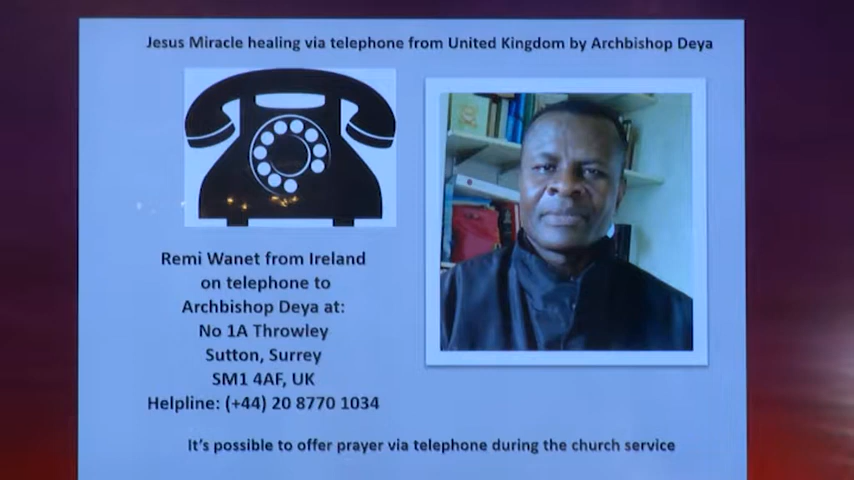 Jesus Miracle healing via telephone from United Kingdom by Archbishop Deya
Remi Wanet from Ireland
on telephone to
Archbishop Deya at:
No 1A Throwley
Sutton, Surrey
SM1 4AF, UK
Helpline: (+44) 20 8770 1034
It's possible to offer prayer via telephone during the church service